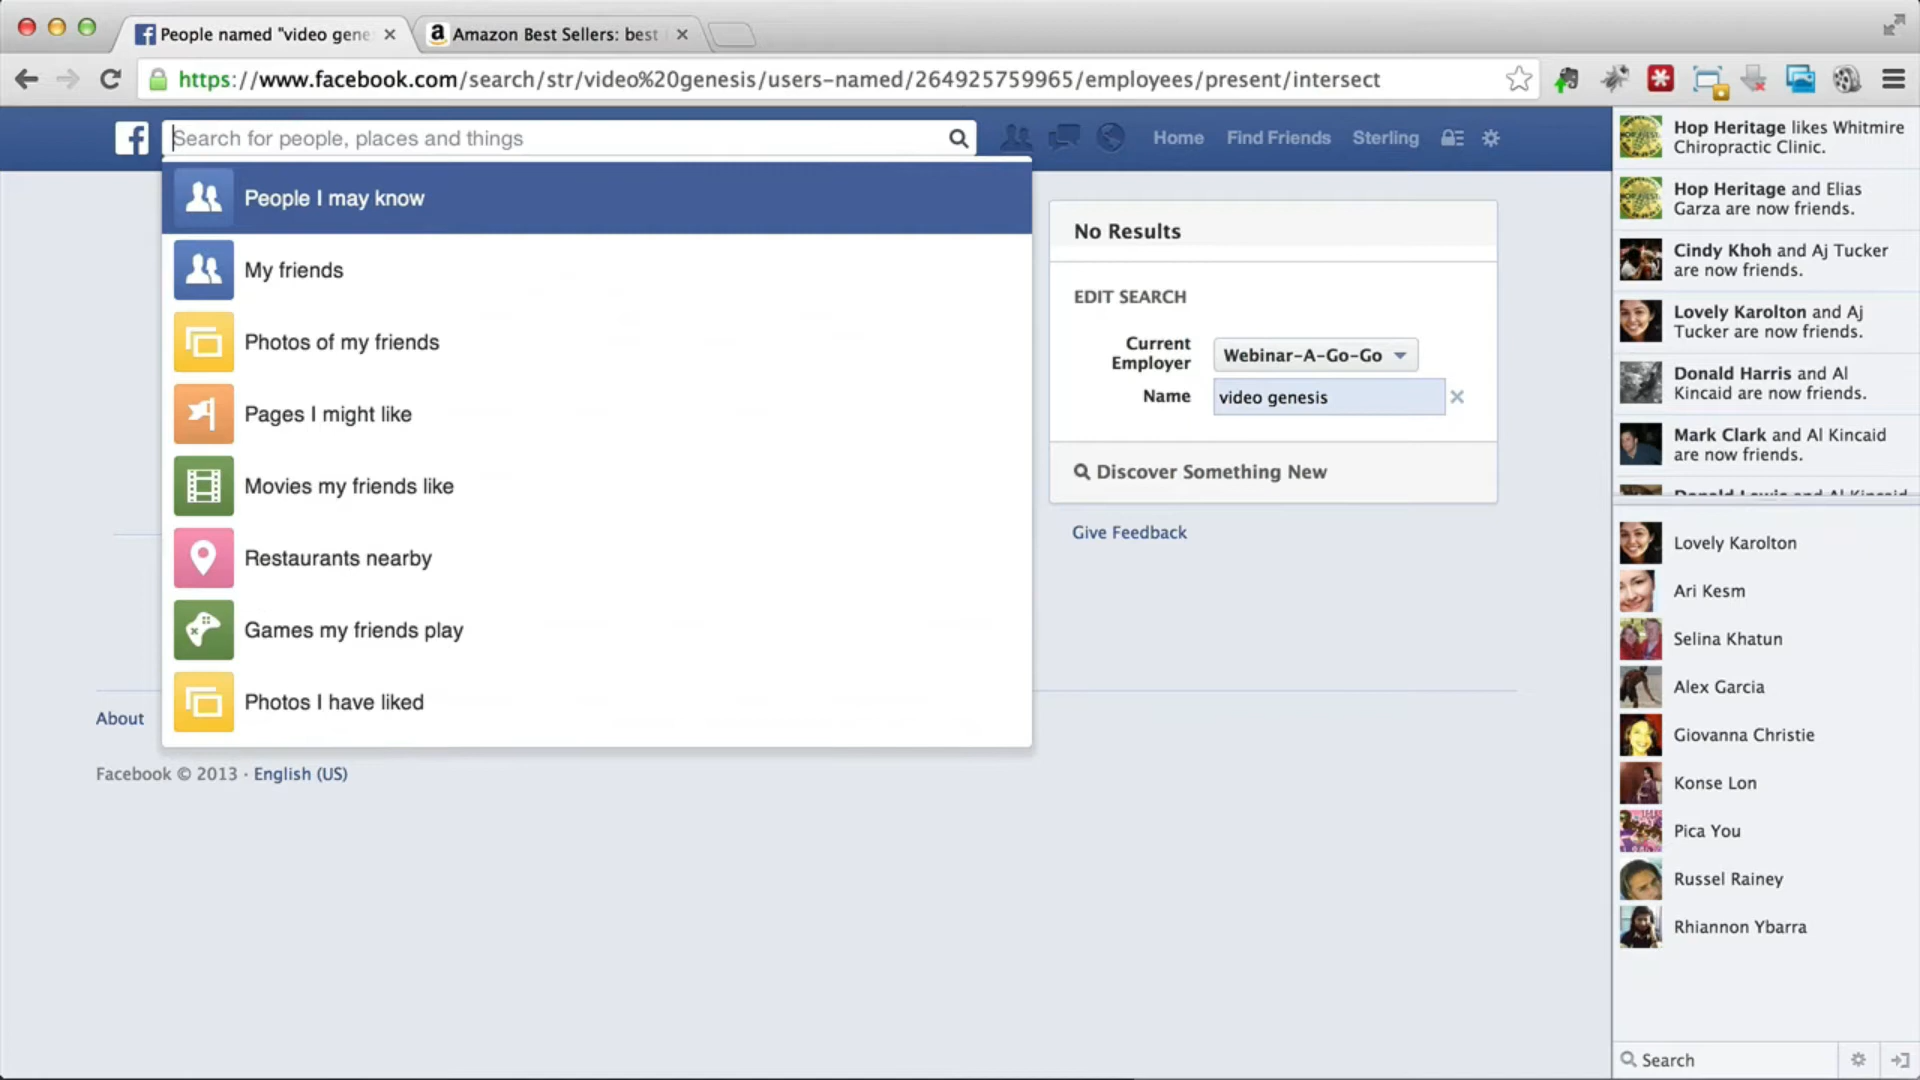 People named "video gene
Amazon Best Sellers: best
https://www.facebook.com/search/str/video%20genesis/users-named/264925759965/employees/present/intersect
Search for people, places and things
Home
Find Friends
Sterling
People I may know
My friends
Photos of my friends
Pages I might like
Movies my friends like
Restaurants nearby
Games my friends play
Photos I have liked
No Results
EDIT SEARCH
Current
Employer
Webinar-A-Go-Go
Name
video genesis
Discover Something New
Give Feedback
About
Facebook © 2013 · English (US)
Hop Heritage likes Whitmire
Chiropractic Clinic.
Hop Heritage and Elias
Garza are now friends.
Cindy Khoh and Aj Tucker
are now friends.
Lovely Karolton and Aj
Tucker are now friends.
Donald Harris and Al
Kincaid are now friends.
Mark Clark and Al Kincaid
are now friends.
Donald Lewis and Al Kincaid
Lovely Karolton
Ari Kesm
Selina Khatun
Alex Garcia
Giovanna Christie
Konse Lon
Pica You
Russel Rainey
Rhiannon Ybarra
Search